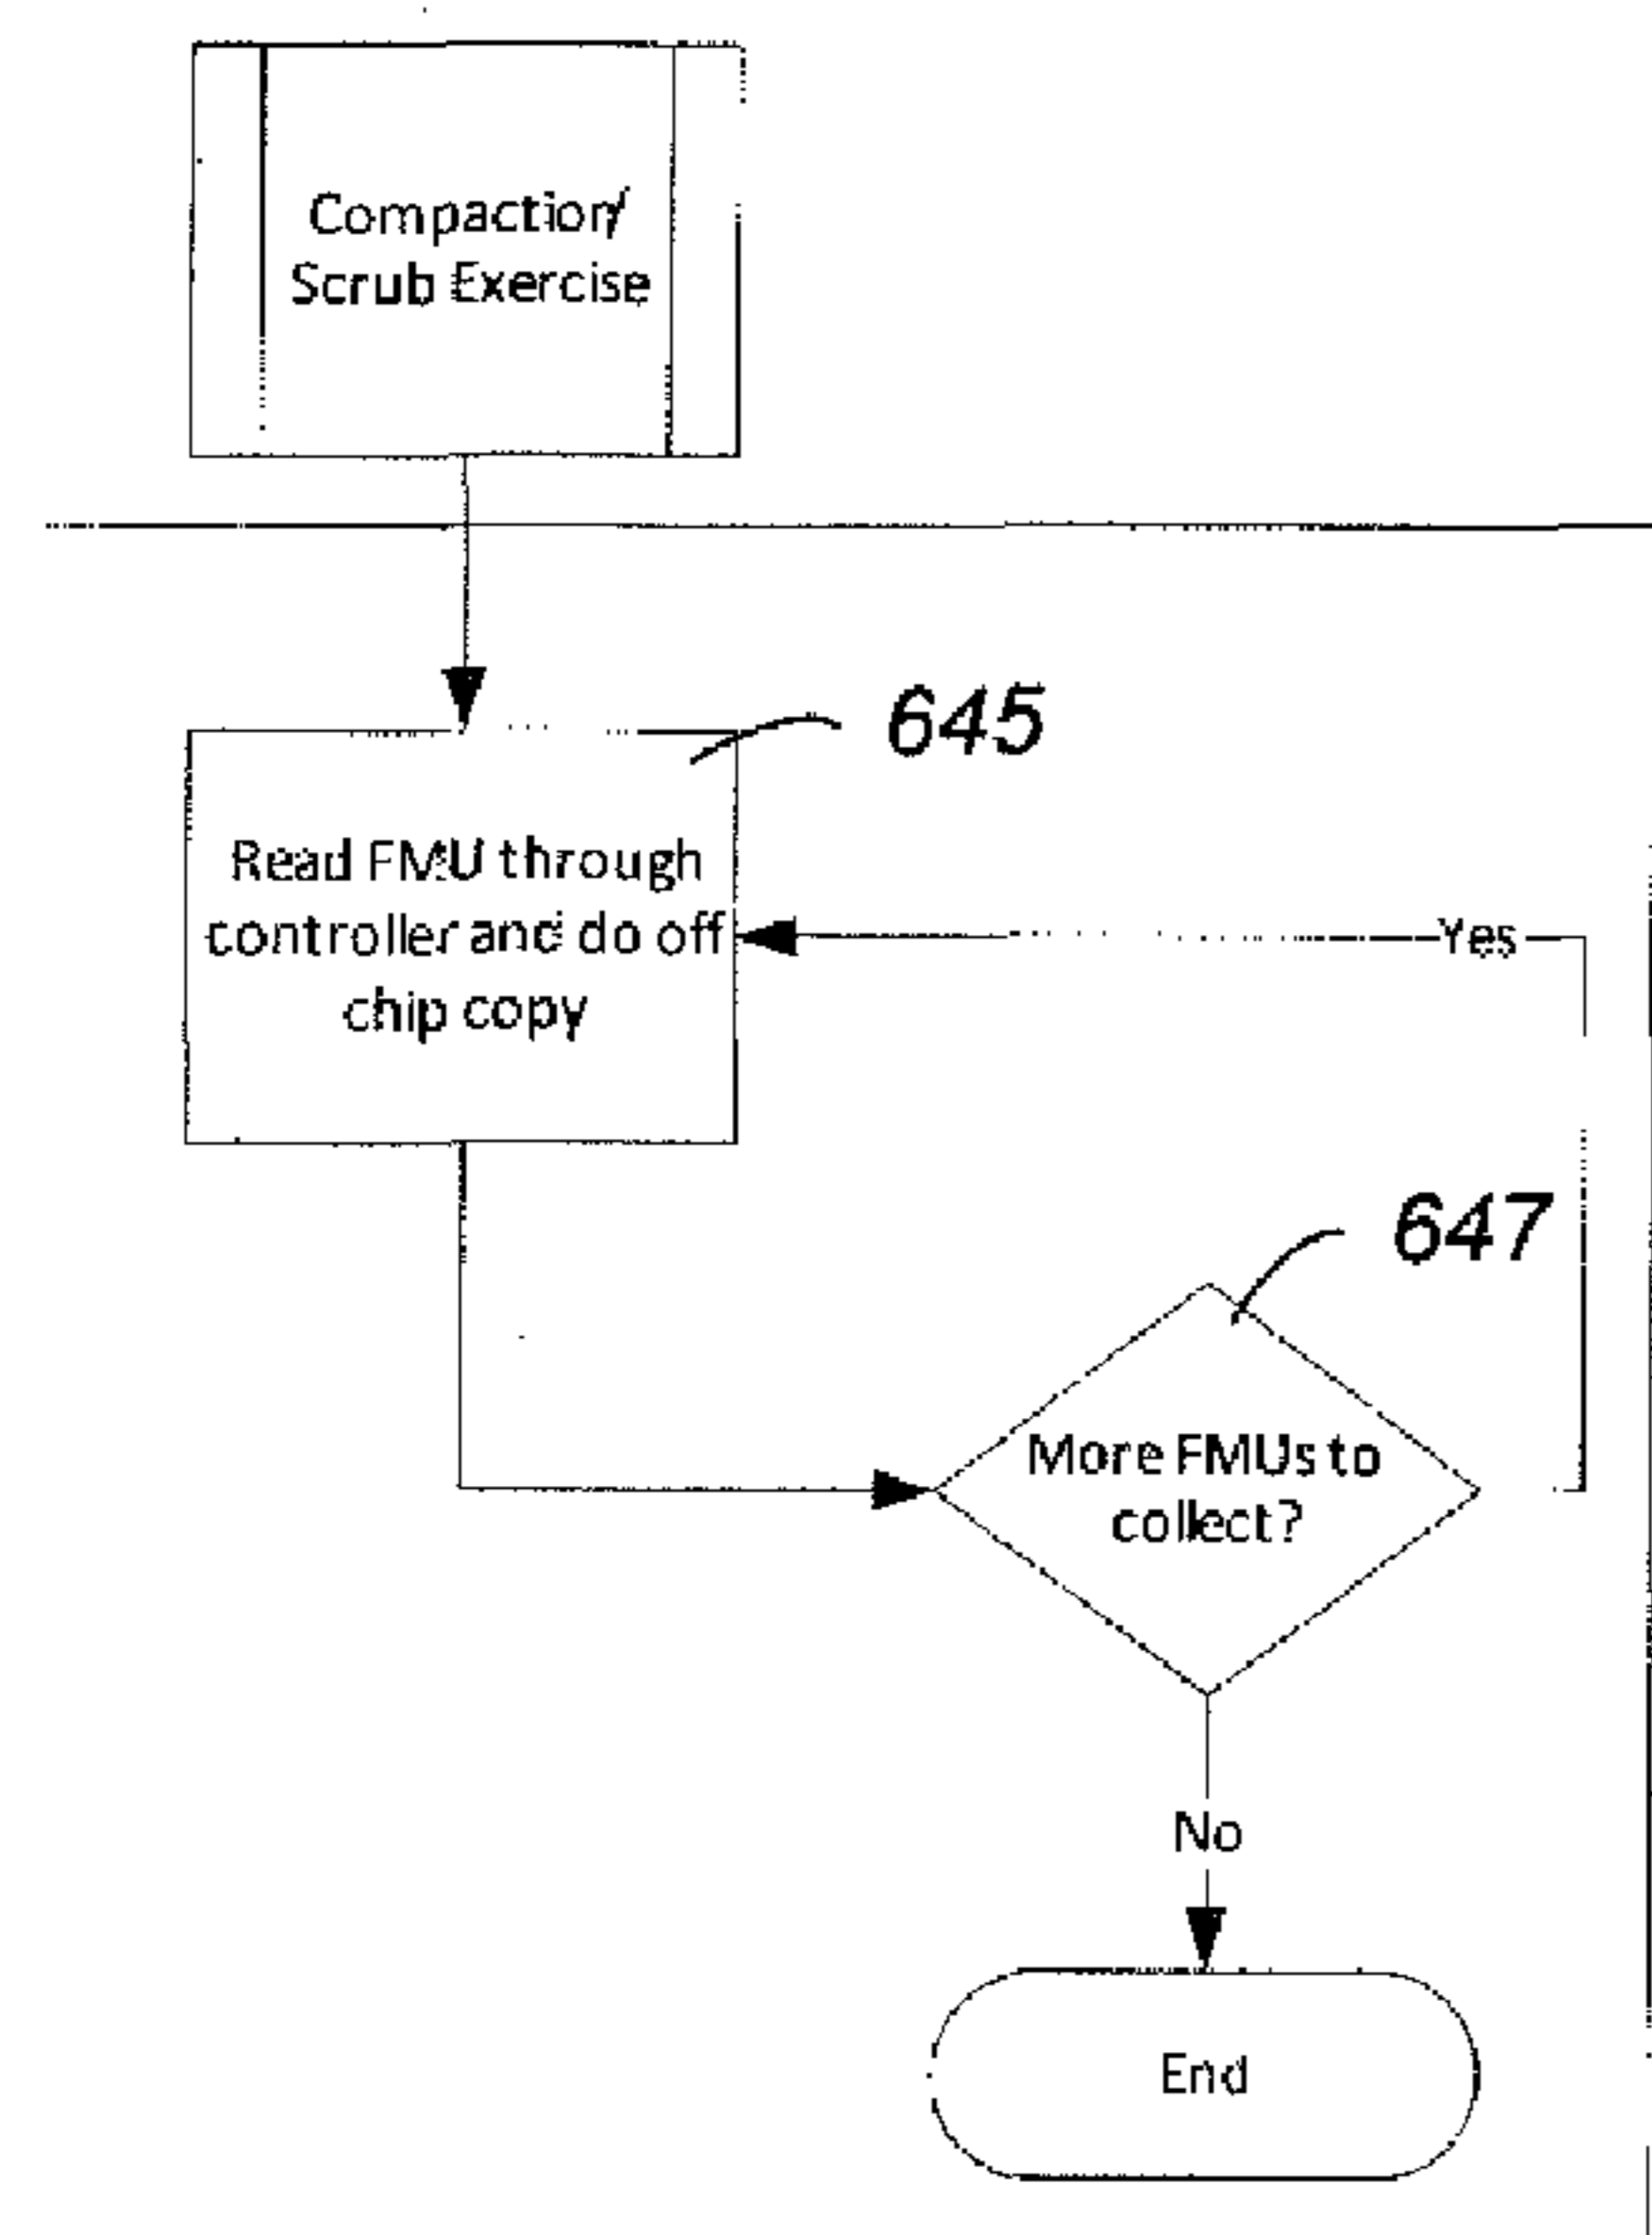 Compaction/
Scrub Exercise
645
Read FMU through
controller and do off
chip copy
Yes
647
More FMUs to
collect?
No
End